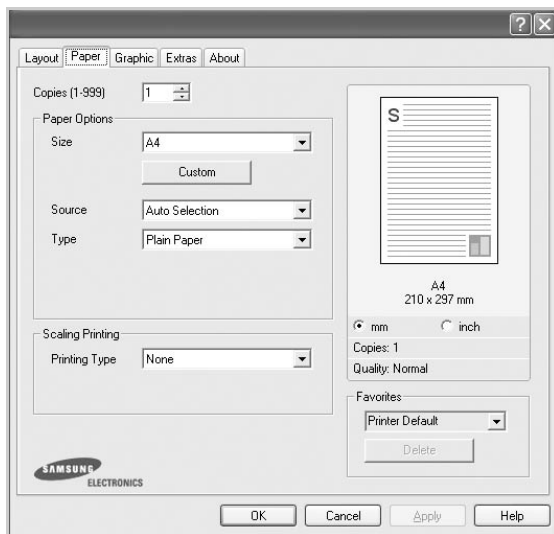 Layout Paper Graphic Extras About
Copies (1-999) 1
Paper Options
Size A4
Custom
Source Auto Selection
Type Plain Paper
Scaling Printing
Printing Type None
S
A4
210 x 297 mm
mm inch
Copies: 1
Quality: Normal
Favorites
Printer Default
Delete
SAMSUNG
ELECTRONICS
OK Cancel Apply Help